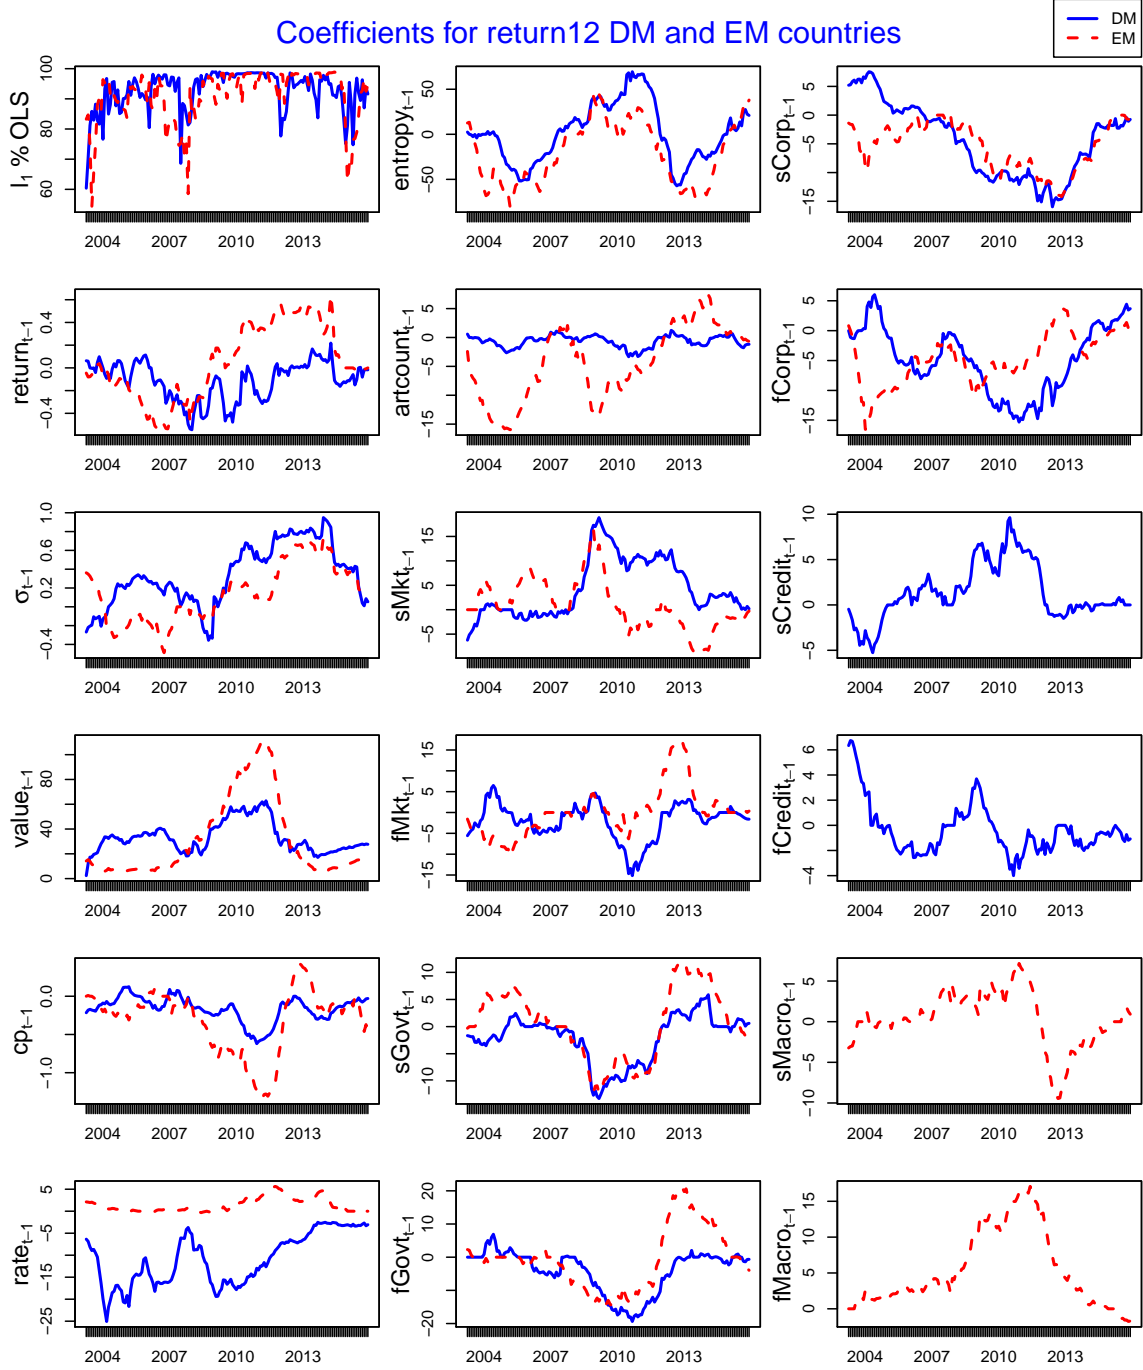 Coefficients for return12 DM and EM countries
DM
EM
l₁ % OLS
60 80 100
2004 2007 2010 2013
entropyₜ₋₁
−50 0 50
2004 2007 2010 2013
sCorpₜ₋₁
−15 −5 0 5
2004 2007 2010 2013
returnₜ₋₁
−0.4 0.0 0.4
2004 2007 2010 2013
artcountₜ₋₁
−15 −5 0 5
2004 2007 2010 2013
fCorpₜ₋₁
−15 −5 0 5
2004 2007 2010 2013
σₜ₋₁
−0.4 0.2 0.6 1.0
2004 2007 2010 2013
sMktₜ₋₁
−5 5 15
2004 2007 2010 2013
sCreditₜ₋₁
−5 0 5 10
2004 2007 2010 2013
valueₜ₋₁
0 40 80
2004 2007 2010 2013
fMktₜ₋₁
−15 −5 5 15
2004 2007 2010 2013
fCreditₜ₋₁
−4 0 2 4 6
2004 2007 2010 2013
cpₜ₋₁
−1.0 0.0
2004 2007 2010 2013
sGovtₜ₋₁
−10 0 5 10
2004 2007 2010 2013
sMacroₜ₋₁
−10 −5 0 5
2004 2007 2010 2013
rateₜ₋₁
−25 −15 −5 5
2004 2007 2010 2013
fGovtₜ₋₁
−20 0 10 20
2004 2007 2010 2013
fMacroₜ₋₁
0 5 10 15
2004 2007 2010 2013